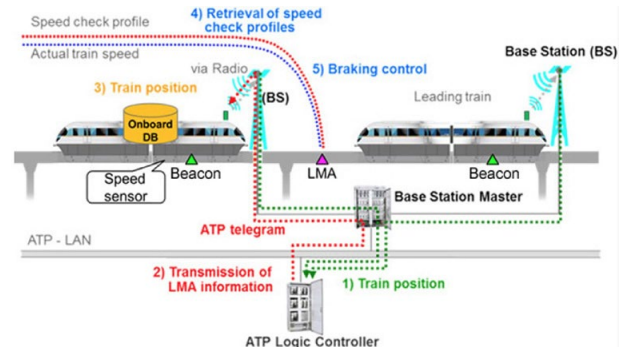 Speed check profile
4) Retrieval of speed
check profiles
Actual train speed
via Radio
5) Braking control
Base Station (BS)
3) Train position
(BS)
Leading train
Onboard
DB
Speed
sensor
Beacon
LMA
Beacon
Base Station Master
ATP telegram
ATP - LAN
2) Transmission of
LMA information
1) Train position
ATP Logic Controller